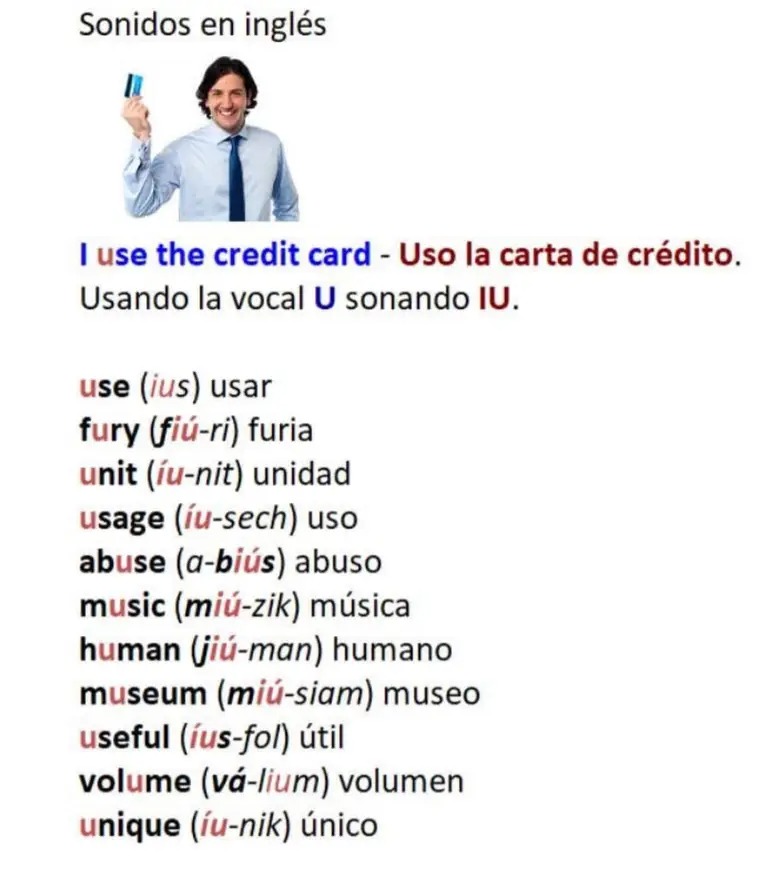 Sonidos en inglés
I use the credit card - Uso la carta de crédito.
Usando la vocal U sonando IU.
use (ius) usar
fury (fiú-ri) furia
unit (íu-nit) unidad
usage (íu-sech) uso
abuse (a-biús) abuso
music (miú-zik) música
human (jiú-man) humano
museum (miú-siam) museo
useful (íus-fol) útil
volume (vá-lium) volumen
unique (íu-nik) único